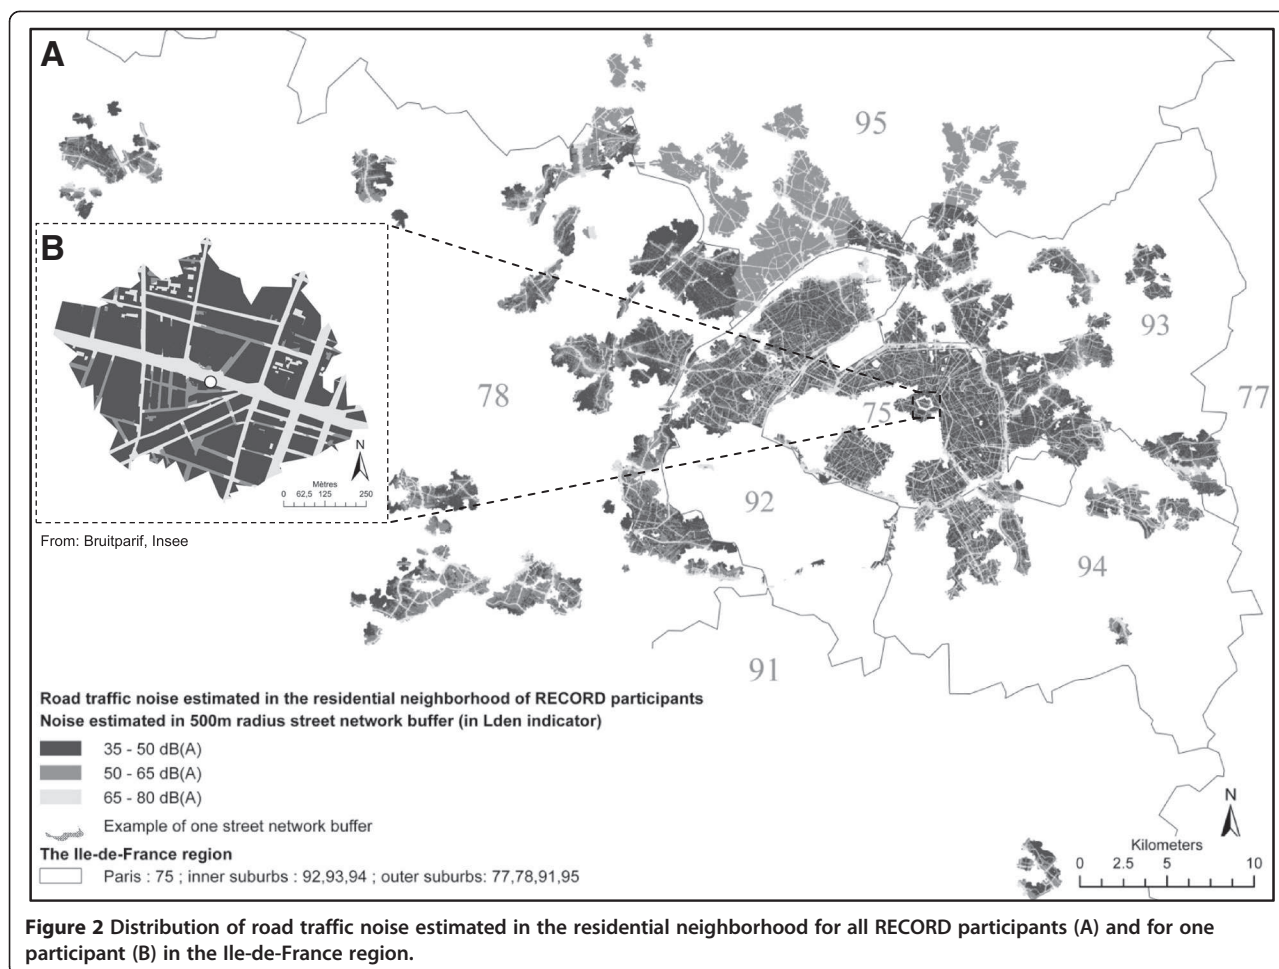 A
95
B
93
78
77
75
N
Mètres
0 62,5 125 250
92
From: Bruitparif, Insee
94
91
Road traffic noise estimated in the residential neighborhood of RECORD participants
Noise estimated in 500m radius street network buffer (in Lden indicator)
35 - 50 dB(A)
50 - 65 dB(A)
65 - 80 dB(A)
Example of one street network buffer
The Ile-de-France region
Paris : 75 ; inner suburbs : 92,93,94 ; outer suburbs: 77,78,91,95
N
Kilometers
0 2.5 5 10
Figure 2 Distribution of road traffic noise estimated in the residential neighborhood for all RECORD participants (A) and for one
participant (B) in the Ile-de-France region.